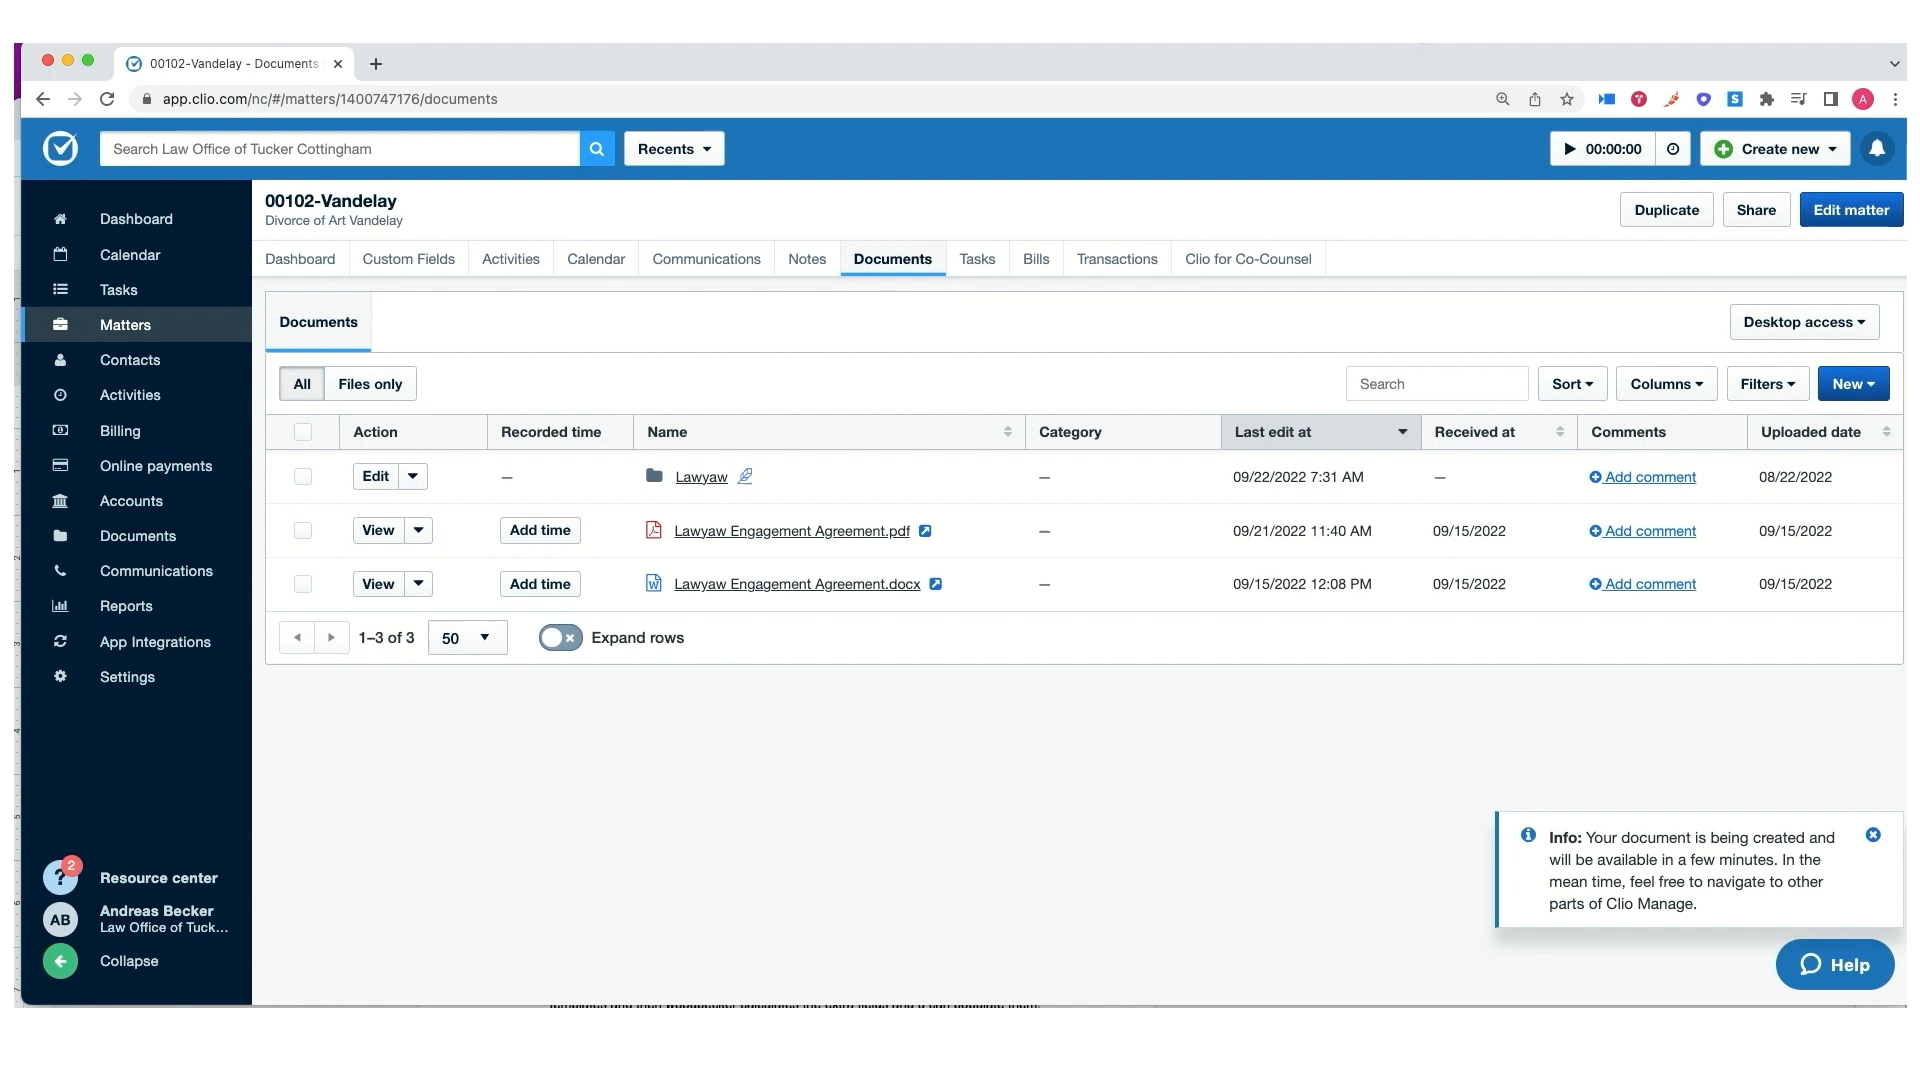 00102-Vandelay - Documents
app.clio.com/nc/#/matters/1400747176/documents
A
Search Law Office of Tucker Cottingham
Recents
00:00:00
Create new
Dashboard
Calendar
Tasks
Matters
Contacts
Activities
Billing
Online payments
Accounts
Documents
Communications
Reports
App Integrations
Settings
2
?
Resource center
AB
Andreas Becker
Law Office of Tuck...
Collapse
00102-Vandelay
Divorce of Art Vandelay
Duplicate
Share
Edit matter
Dashboard Custom Fields Activities Calendar Communications Notes Documents Tasks Bills Transactions Clio for Co-Counsel
Documents
Desktop access
All Files only
Search
Sort
Columns
Filters
New
Action Recorded time Name Category Last edit at Received at Comments Uploaded date
Edit — Lawyaw — 09/22/2022 7:31 AM — Add comment 08/22/2022
View Add time Lawyaw Engagement Agreement.pdf — 09/21/2022 11:40 AM 09/15/2022 Add comment 09/15/2022
View Add time Lawyaw Engagement Agreement.docx — 09/15/2022 12:08 PM 09/15/2022 Add comment 09/15/2022
1–3 of 3
50
Expand rows
Info: Your document is being created and
will be available in a few minutes. In the
mean time, feel free to navigate to other
parts of Clio Manage.
Help